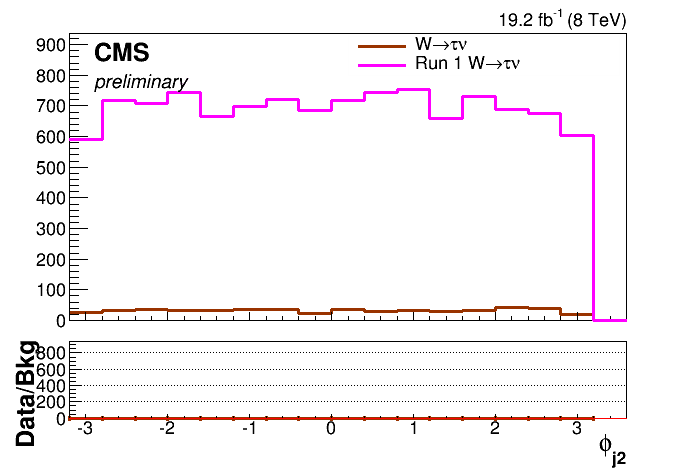 19.2 fb⁻¹ (8 TeV)
CMS
preliminary
W→τν
Run 1 W→τν
900
800
700
600
500
400
300
200
100
0
Data/Bkg
800
600
400
200
0
-3 -2 -1 0 1 2 3
ϕj2